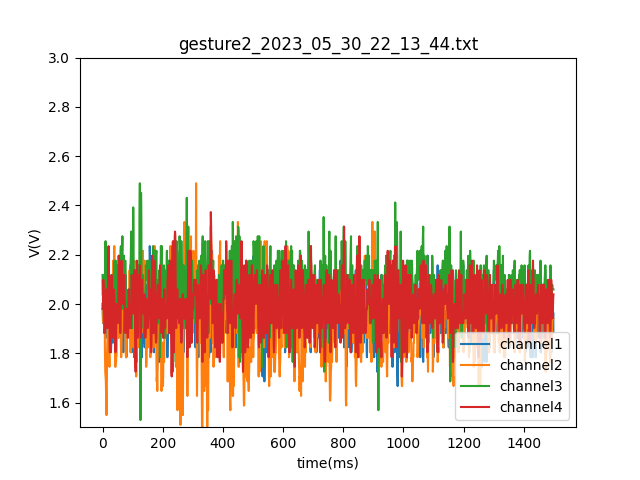 gesture2_2023_05_30_22_13_44.txt
3.0
2.8
2.6
2.4
2.2
2.0
1.8
1.6
V(V)
0 200 400 600 800 1000 1200 1400
time(ms)
channel1
channel2
channel3
channel4